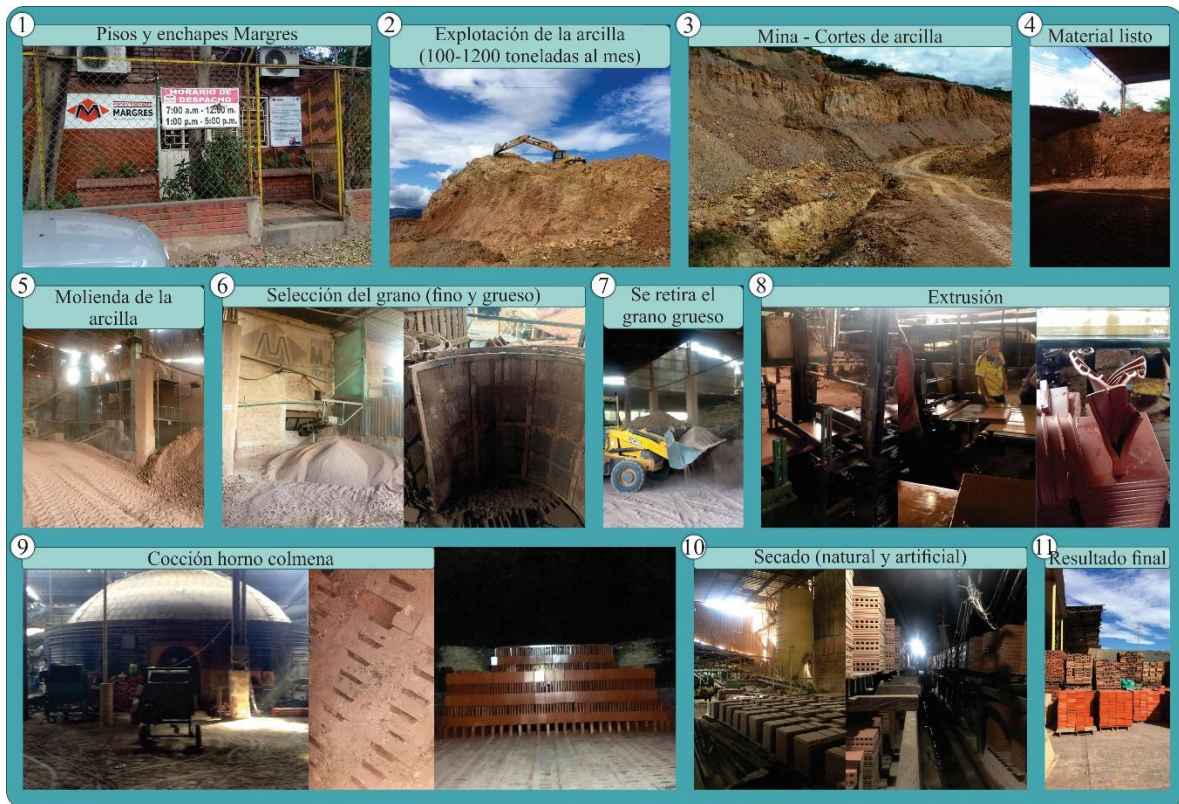 1
Pisos y enchapes Margres
MARGRES
HORARIO DE
DESPACHO
7:00 a.m - 12:00 m.
1:00 p.m - 5:00 p.m.
2
Explotación de la arcilla
(100-1200 toneladas al mes)
3
Mina - Cortes de arcilla
4
Material listo
5
Molienda de la
arcilla
6
Selección del grano (fino y grueso)
7
Se retira el
grano grueso
8
Extrusión
9
Cocción horno colmena
10
Secado (natural y artificial)
11
Resultado final